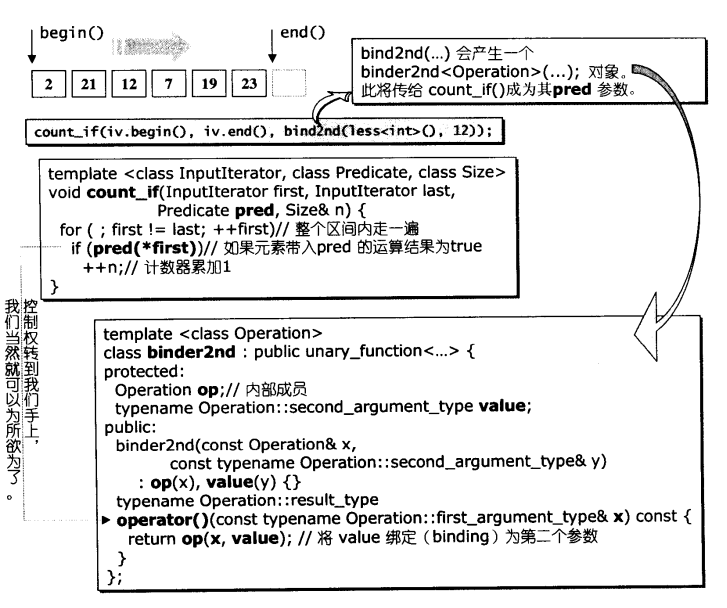 begin()
end()
2 21 12 7 19 23
bind2nd(...) 会产生一个
binder2nd<Operation>(...); 对象。
此将传给 count_if()成为其pred 参数。
count_if(iv.begin(), iv.end(), bind2nd(less<int>(), 12));
template <class InputIterator, class Predicate, class Size>
void count_if(InputIterator first, InputIterator last,
Predicate pred, Size& n) {
for ( ; first != last; ++first)// 整个区间内走一遍
if (pred(*first))// 如果元素带入pred 的运算结果为true
++n;// 计数器累加1
}
控制权转到我们手上，
我们当然就可以为所欲为了。
template <class Operation>
class binder2nd : public unary_function<...> {
protected:
Operation op;// 内部成员
typename Operation::second_argument_type value;
public:
binder2nd(const Operation& x,
const typename Operation::second_argument_type& y)
: op(x), value(y) {}
typename Operation::result_type
operator()(const typename Operation::first_argument_type& x) const {
return op(x, value); // 将 value 绑定（binding）为第二个参数
}
};